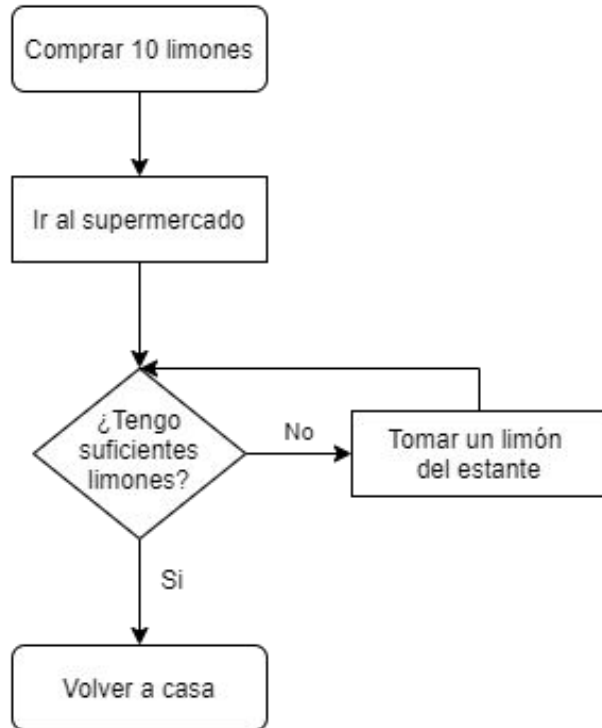 Comprar 10 limones
Ir al supermercado
¿Tengo
suficientes
limones?
No
Tomar un limón
del estante
Si
Volver a casa